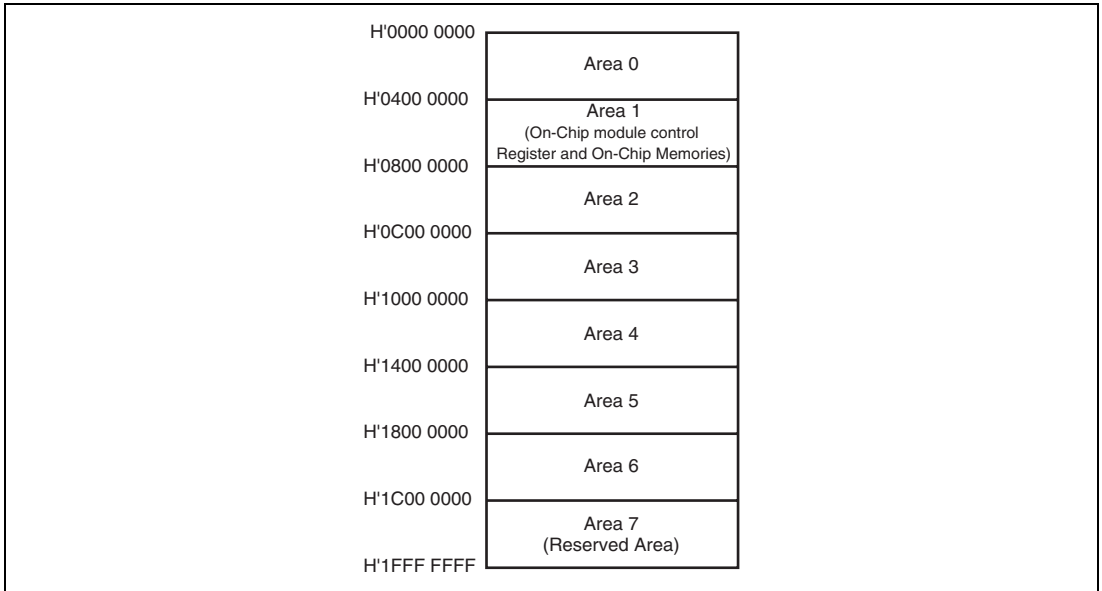 H'0000 0000
Area 0
H'0400 0000
Area 1
(On-Chip module control
Register and On-Chip Memories)
H'0800 0000
Area 2
H'0C00 0000
Area 3
H'1000 0000
Area 4
H'1400 0000
Area 5
H'1800 0000
Area 6
H'1C00 0000
Area 7
(Reserved Area)
H'1FFF FFFF